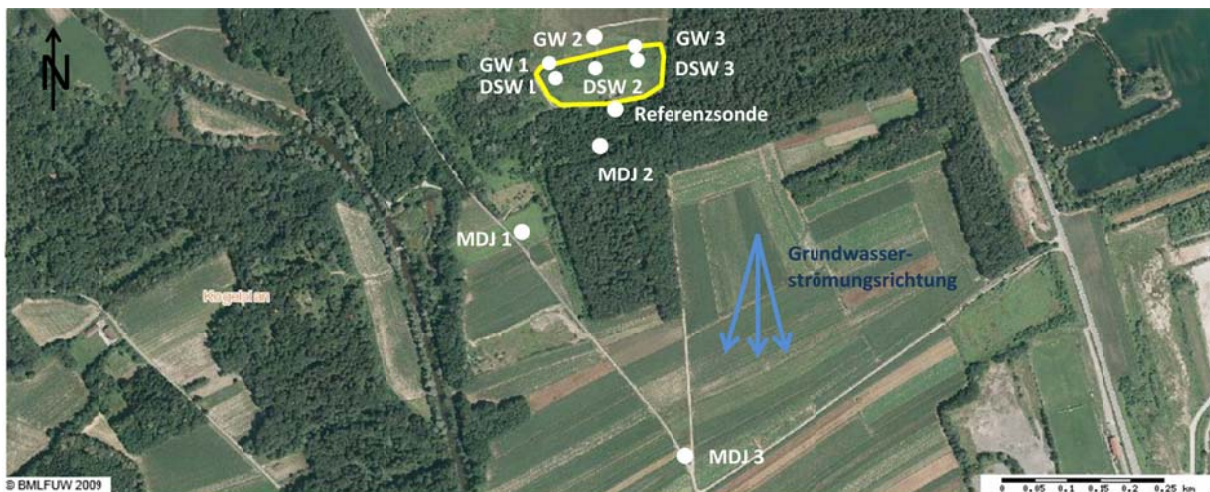 N
GW 2
GW 3
GW 1
DSW 3
DSW 1
DSW 2
Referenzsonde
MDJ 2
MDJ 1
Grundwasser-
strömungsrichtung
MDJ 3
© BMLFUW 2009
0 0.05 0.1 0.15 0.2 0.25 km